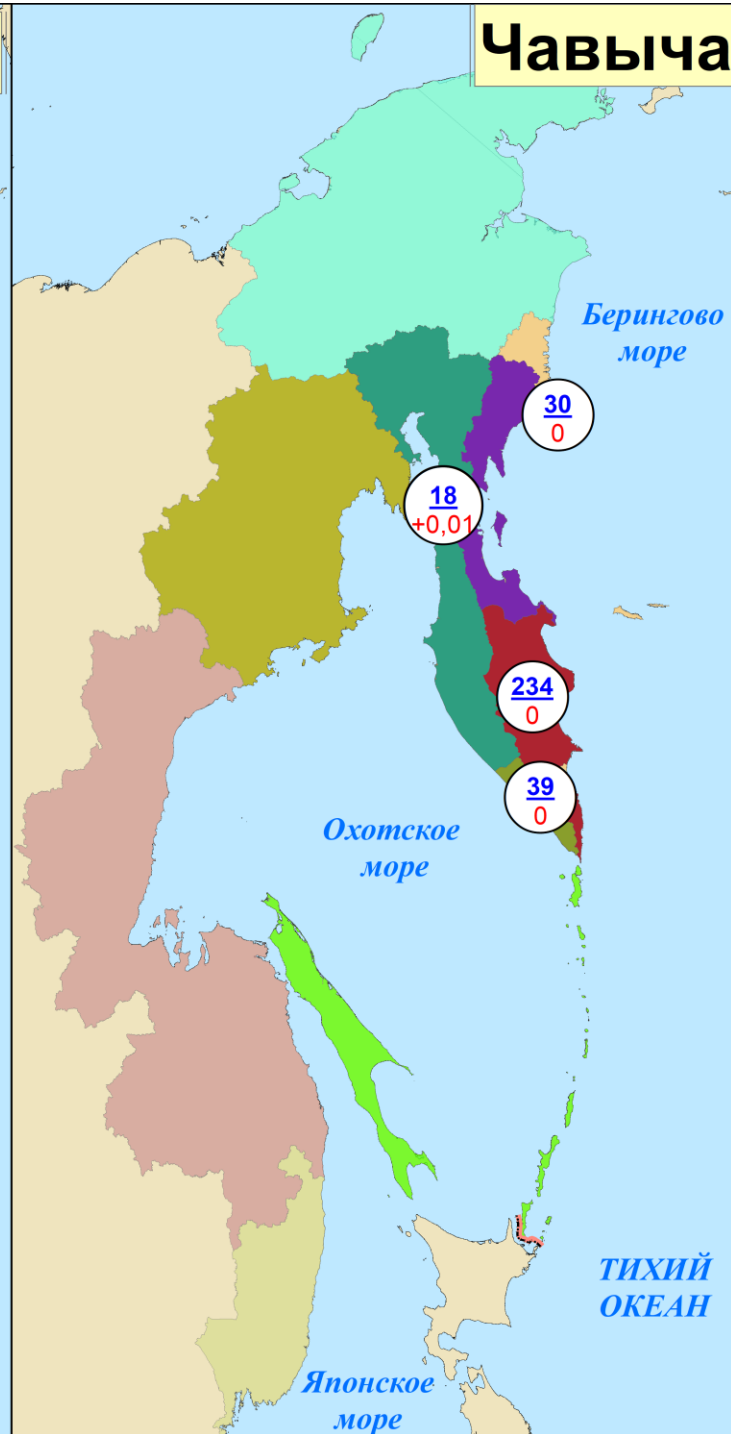 Чавыча
Берингово
море
30
0
18
+0,01
234
0
39
0
Охотское
море
ТИХИЙ
ОКЕАН
Японское
море